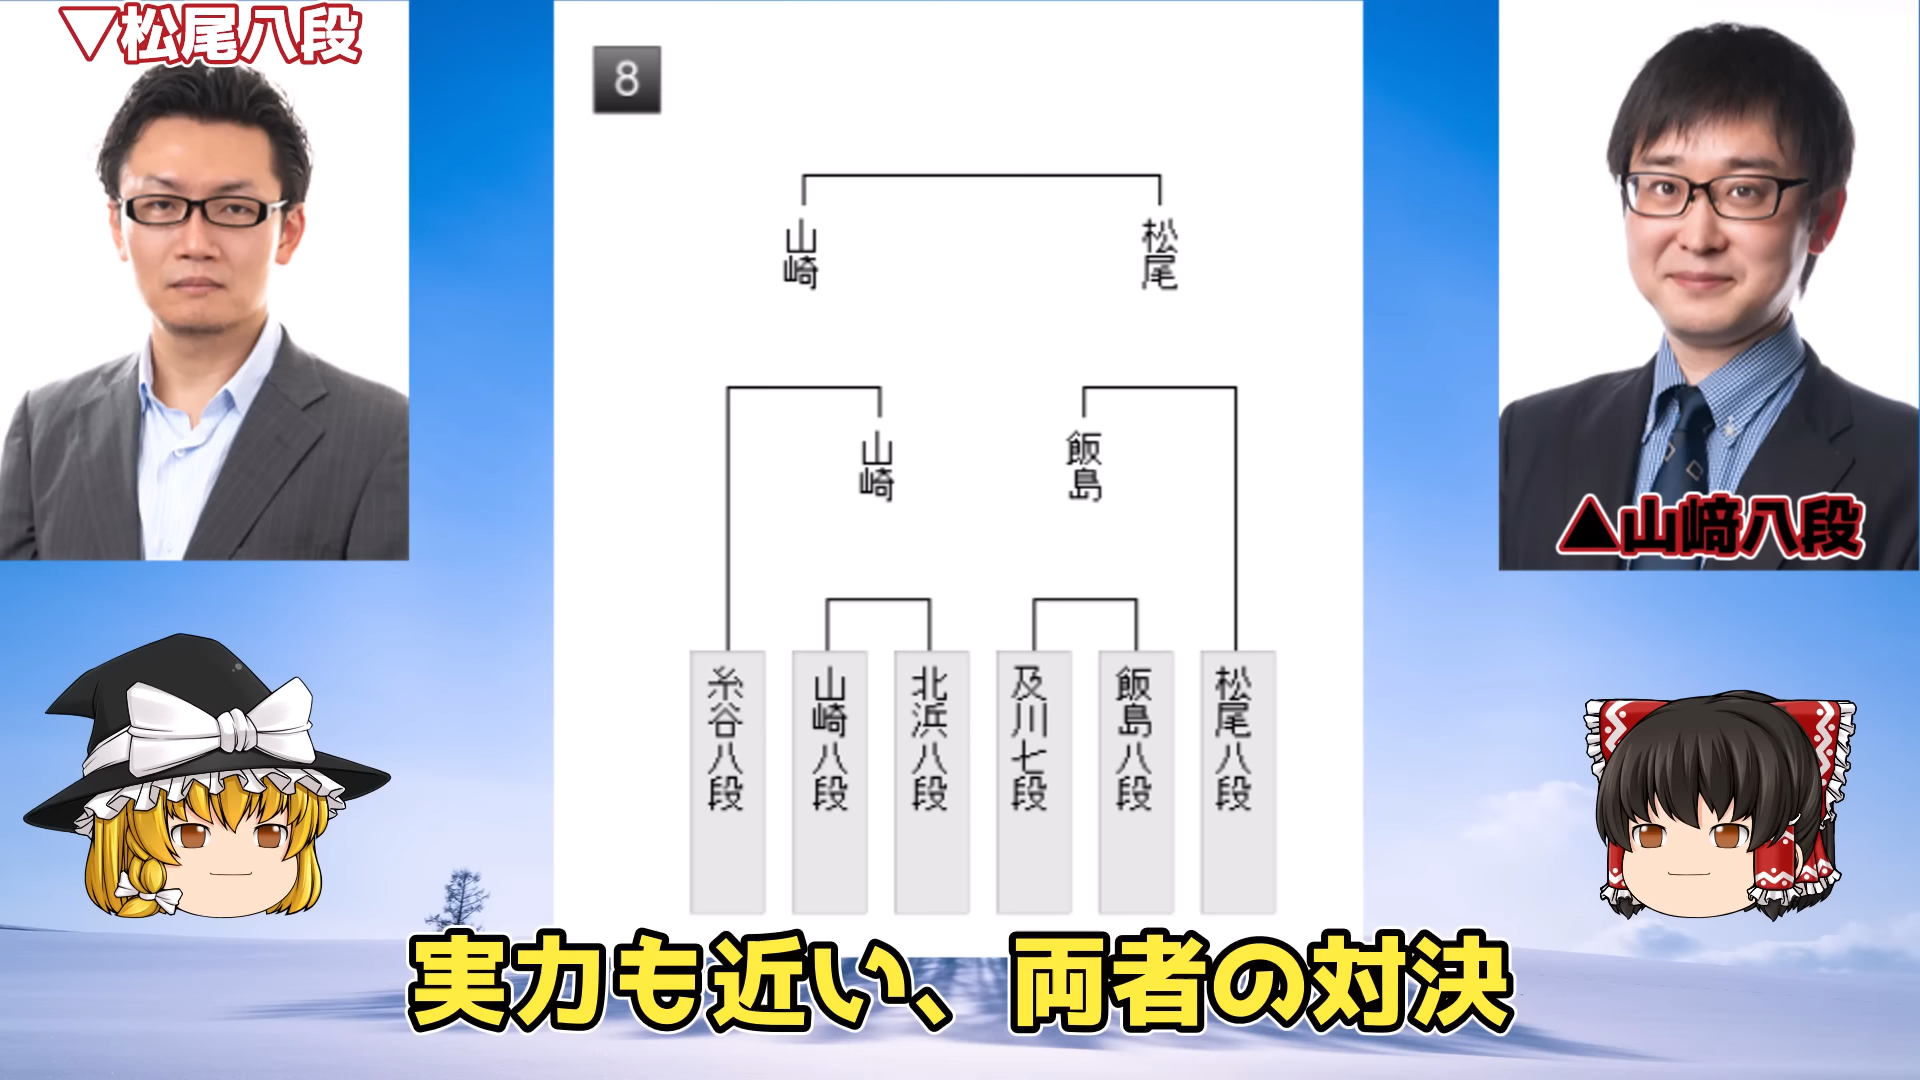 ▽松尾八段
8
山崎
松尾
山崎
飯島
▲山﨑八段
糸谷八段
山崎八段
北浜八段
及川七段
飯島八段
松尾八段
実力も近い、両者の対決